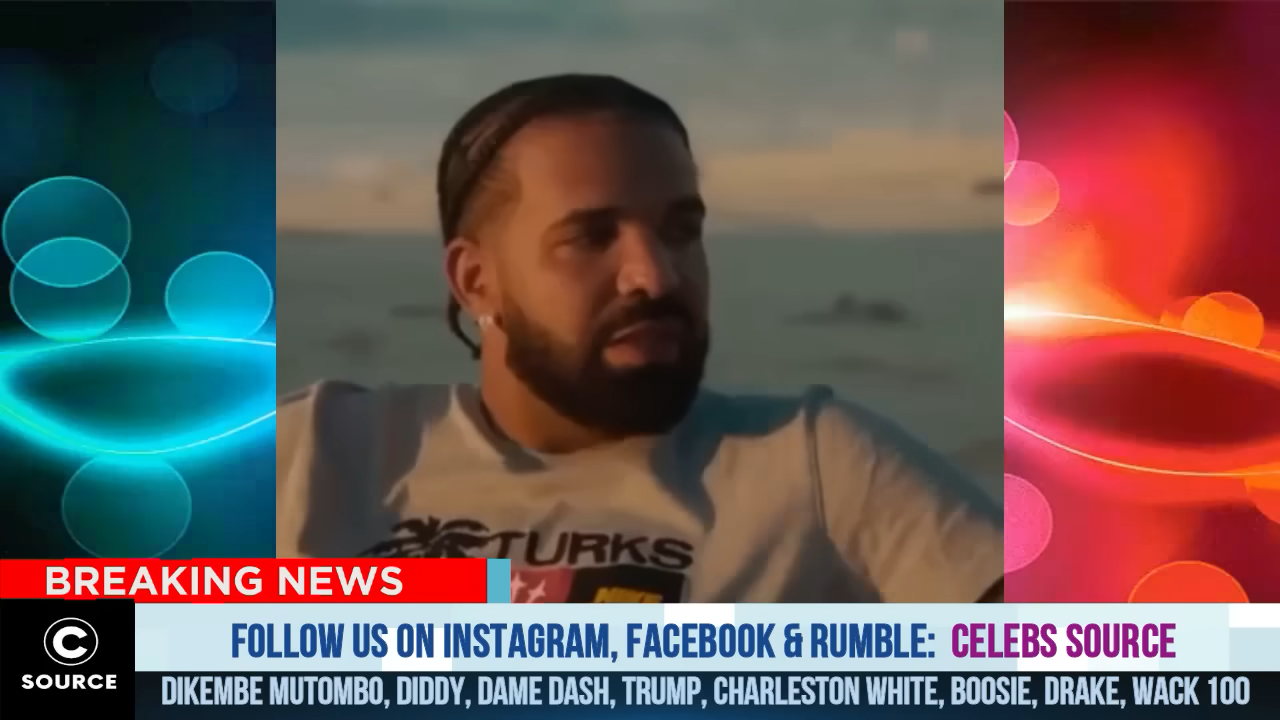 TURKS
BREAKING NEWS
C
SOURCE
FOLLOW US ON INSTAGRAM, FACEBOOK & RUMBLE: CELEBS SOURCE
DIKEMBE MUTOMBO, DIDDY, DAME DASH, TRUMP, CHARLESTON WHITE, BOOSIE, DRAKE, WACK 100